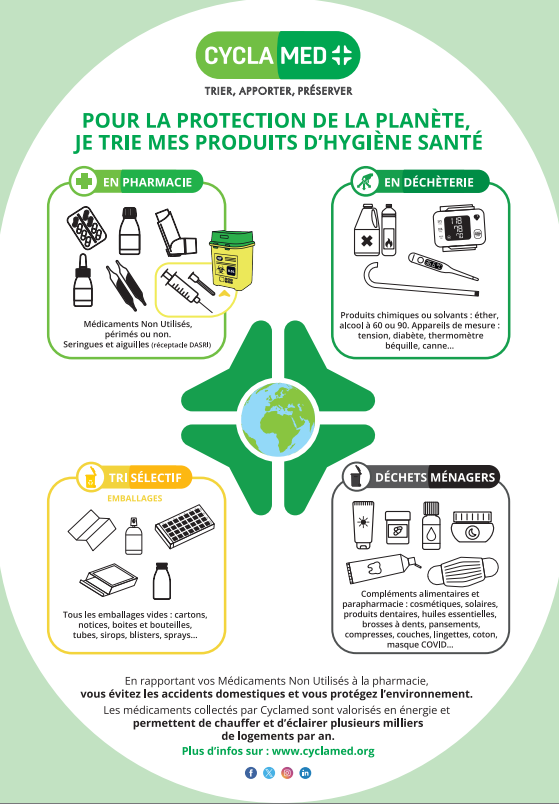 CYCLAMED
TRIER, APPORTER, PRÉSERVER
POUR LA PROTECTION DE LA PLANÈTE,
JE TRIE MES PRODUITS D'HYGIÈNE SANTÉ
EN PHARMACIE
Médicaments Non Utilisés,
périmés ou non.
Seringues et aiguilles (réceptacle DASRI)
EN DÉCHÈTERIE
Produits chimiques ou solvants : éther,
alcool à 60 ou 90. Appareils de mesure :
tension, diabète, thermomètre
béquille, canne...
TRI SÉLECTIF
EMBALLAGES
Tous les emballages vides : cartons,
notices, boites et bouteilles,
tubes, sirops, blisters, sprays...
DÉCHETS MÉNAGERS
Compléments alimentaires et
parapharmacie : cosmétiques, solaires,
produits dentaires, huiles essentielles,
brosses à dents, pansements,
compresses, couches, lingettes, coton,
masque COVID...
En rapportant vos Médicaments Non Utilisés à la pharmacie,
vous évitez les accidents domestiques et vous protégez l'environnement.
Les médicaments collectés par Cyclamed sont valorisés en énergie et
permettent de chauffer et d'éclairer plusieurs milliers
de logements par an.
Plus d'infos sur : www.cyclamed.org